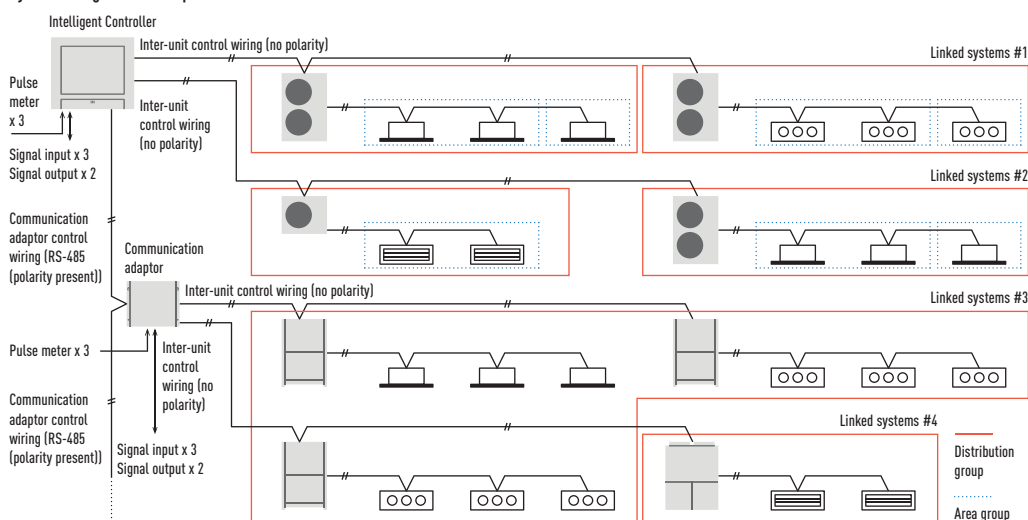 Intelligent Controller
Inter-unit control wiring (no polarity)
Linked systems #1
Pulse
meter
x 3
Inter-unit
control wiring
(no polarity)
Signal input x 3
Signal output x 2
Linked systems #2
Communication
adaptor control
wiring (RS-485
(polarity present))
Communication
adaptor
Inter-unit control wiring (no polarity)
Linked systems #3
Pulse meter x 3
Inter-unit
control
wiring (no
polarity)
Communication
adaptor control
wiring (RS-485
(polarity present))
Signal input x 3
Signal output x 2
Linked systems #4
Distribution
group
Area group